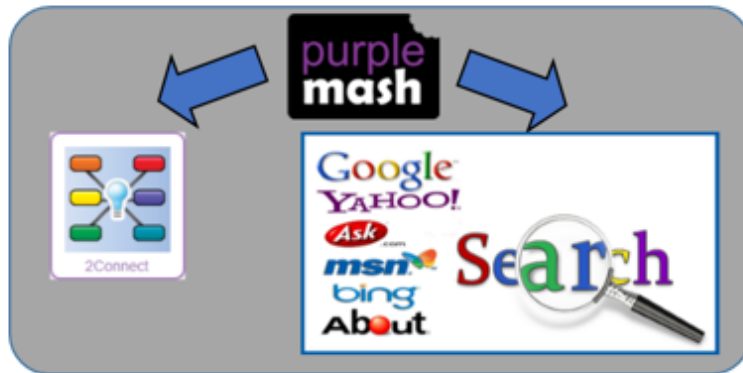 purple
mash
2Connect
Google
YAHOO!
Ask.com
msn
bing
About
Search